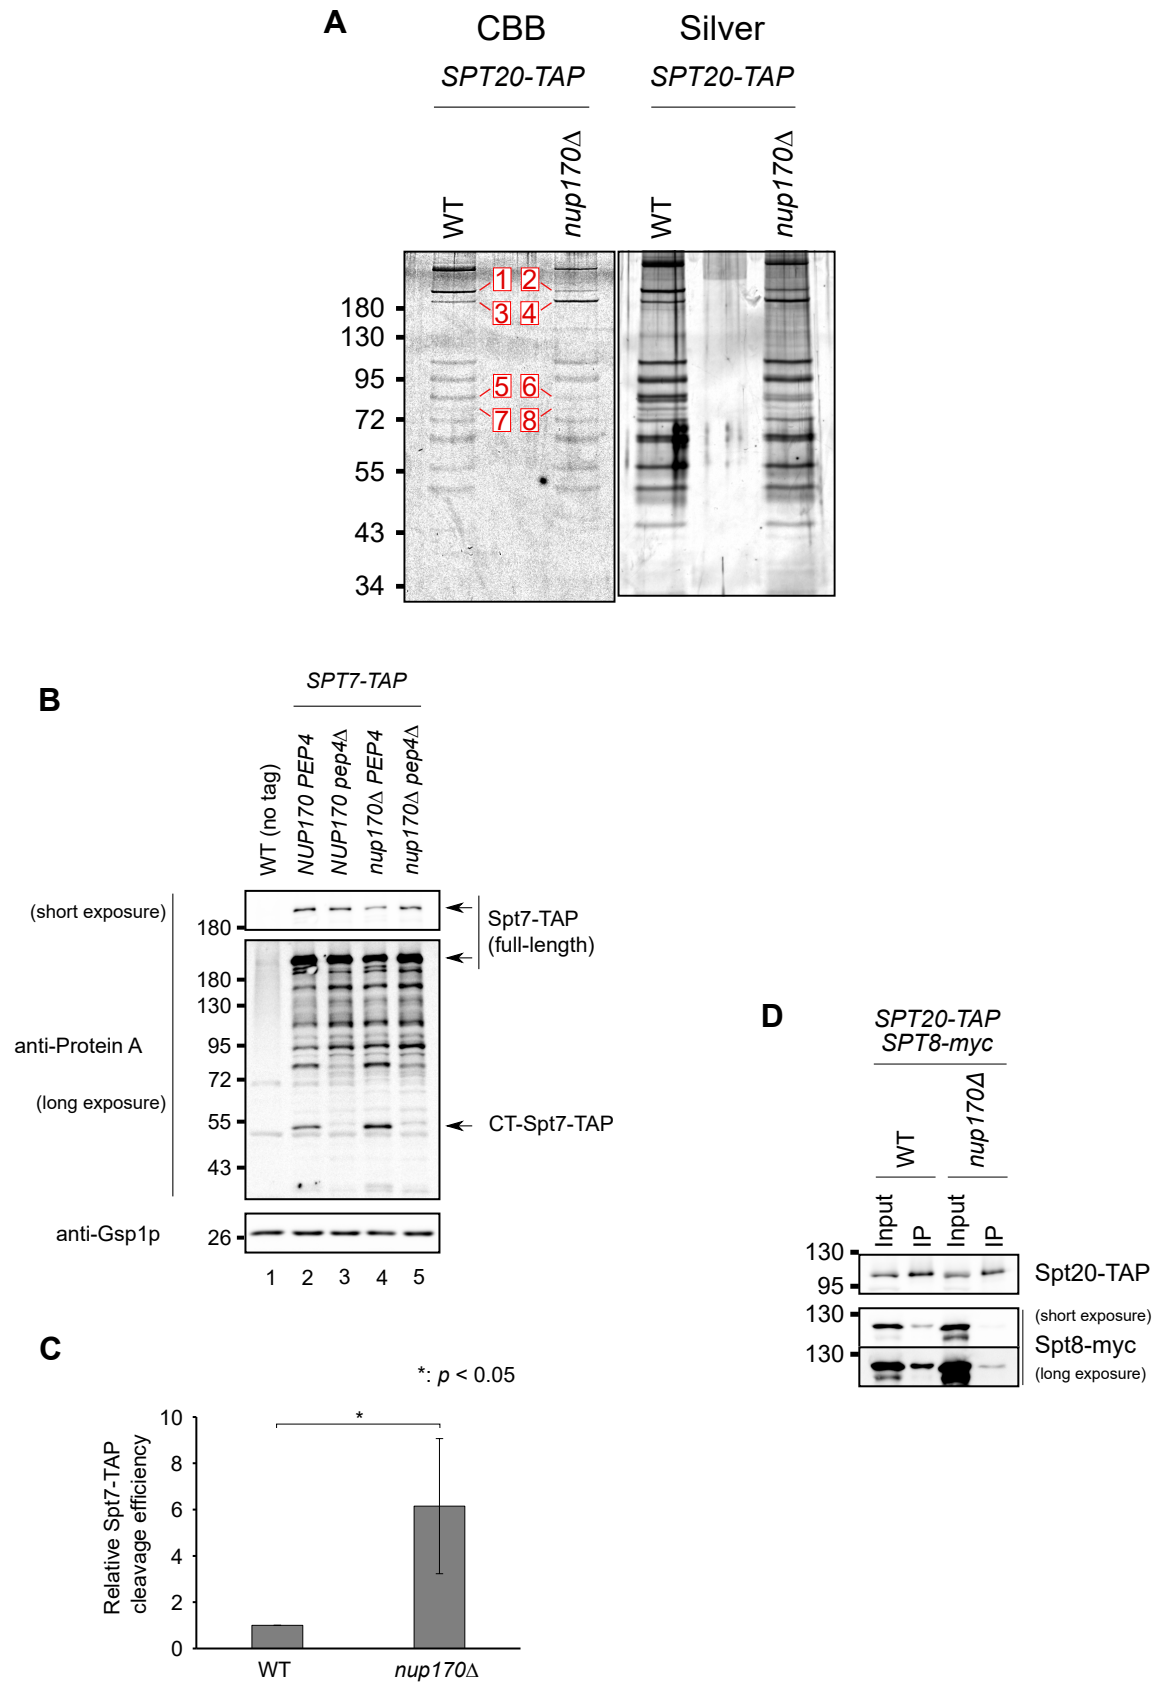 A
CBB
Silver
SPT20-TAP
SPT20-TAP
WT
nup170Δ
WT
nup170Δ
1 2
3 4
5 6
7 8
180
130
95
72
55
43
34
B
SPT7-TAP
WT (no tag)
NUP170 PEP4
NUP170 pep4Δ
nup170Δ PEP4
nup170Δ pep4Δ
(short exposure)
180
Spt7-TAP
(full-length)
180
130
anti-Protein A
95
72
(long exposure)
55
CT-Spt7-TAP
43
anti-Gsp1p
26
1 2 3 4 5
C
*: p < 0.05
*
Relative Spt7-TAP
cleavage efficiency
10
8
6
4
2
0
WT
nup170Δ
D
SPT20-TAP
SPT8-myc
WT
nup170Δ
Input
IP
Input
IP
130
95
Spt20-TAP
130
(short exposure)
Spt8-myc
130
(long exposure)